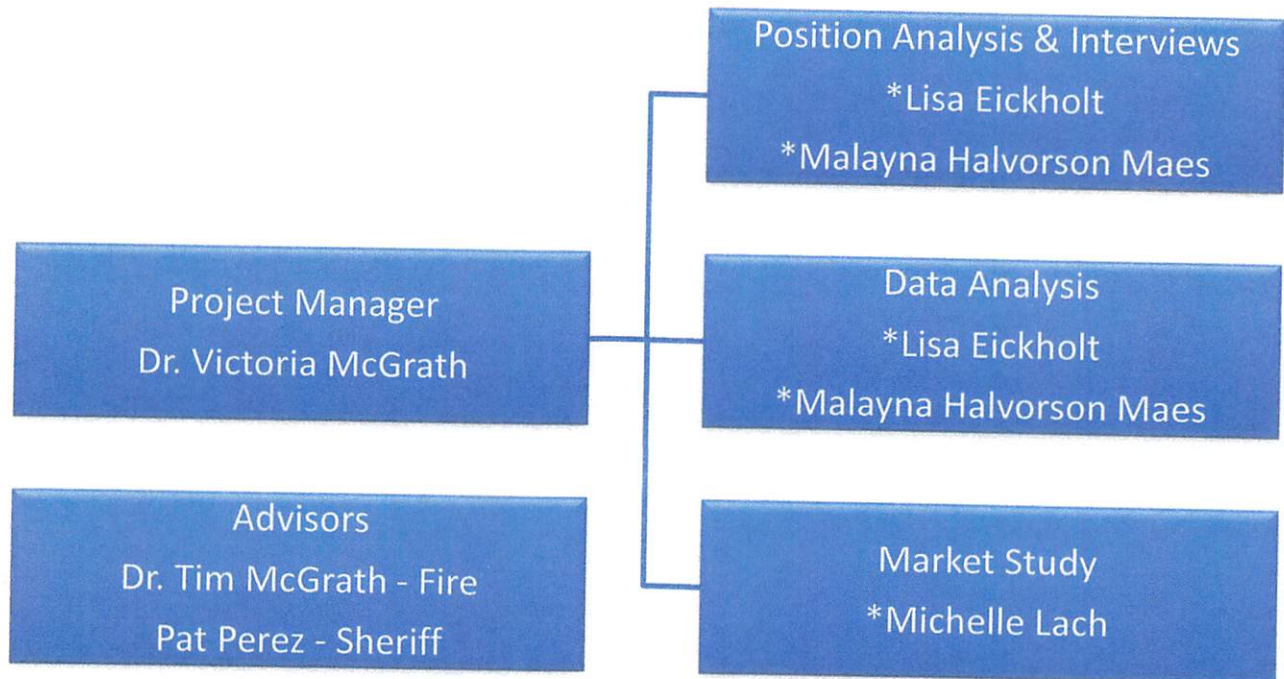 Position Analysis & Interviews
*Lisa Eickholt
*Malayna Halvorson Maes
Project Manager
Dr. Victoria McGrath
Data Analysis
*Lisa Eickholt
*Malayna Halvorson Maes
Advisors
Dr. Tim McGrath - Fire
Pat Perez - Sheriff
Market Study
*Michelle Lach